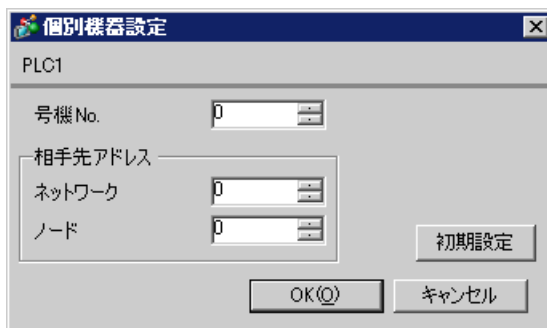 個別機器設定
PLC1
号機No. 0
相手先アドレス
ネットワーク 0
ノード 0
初期設定
OK(O) キャンセル